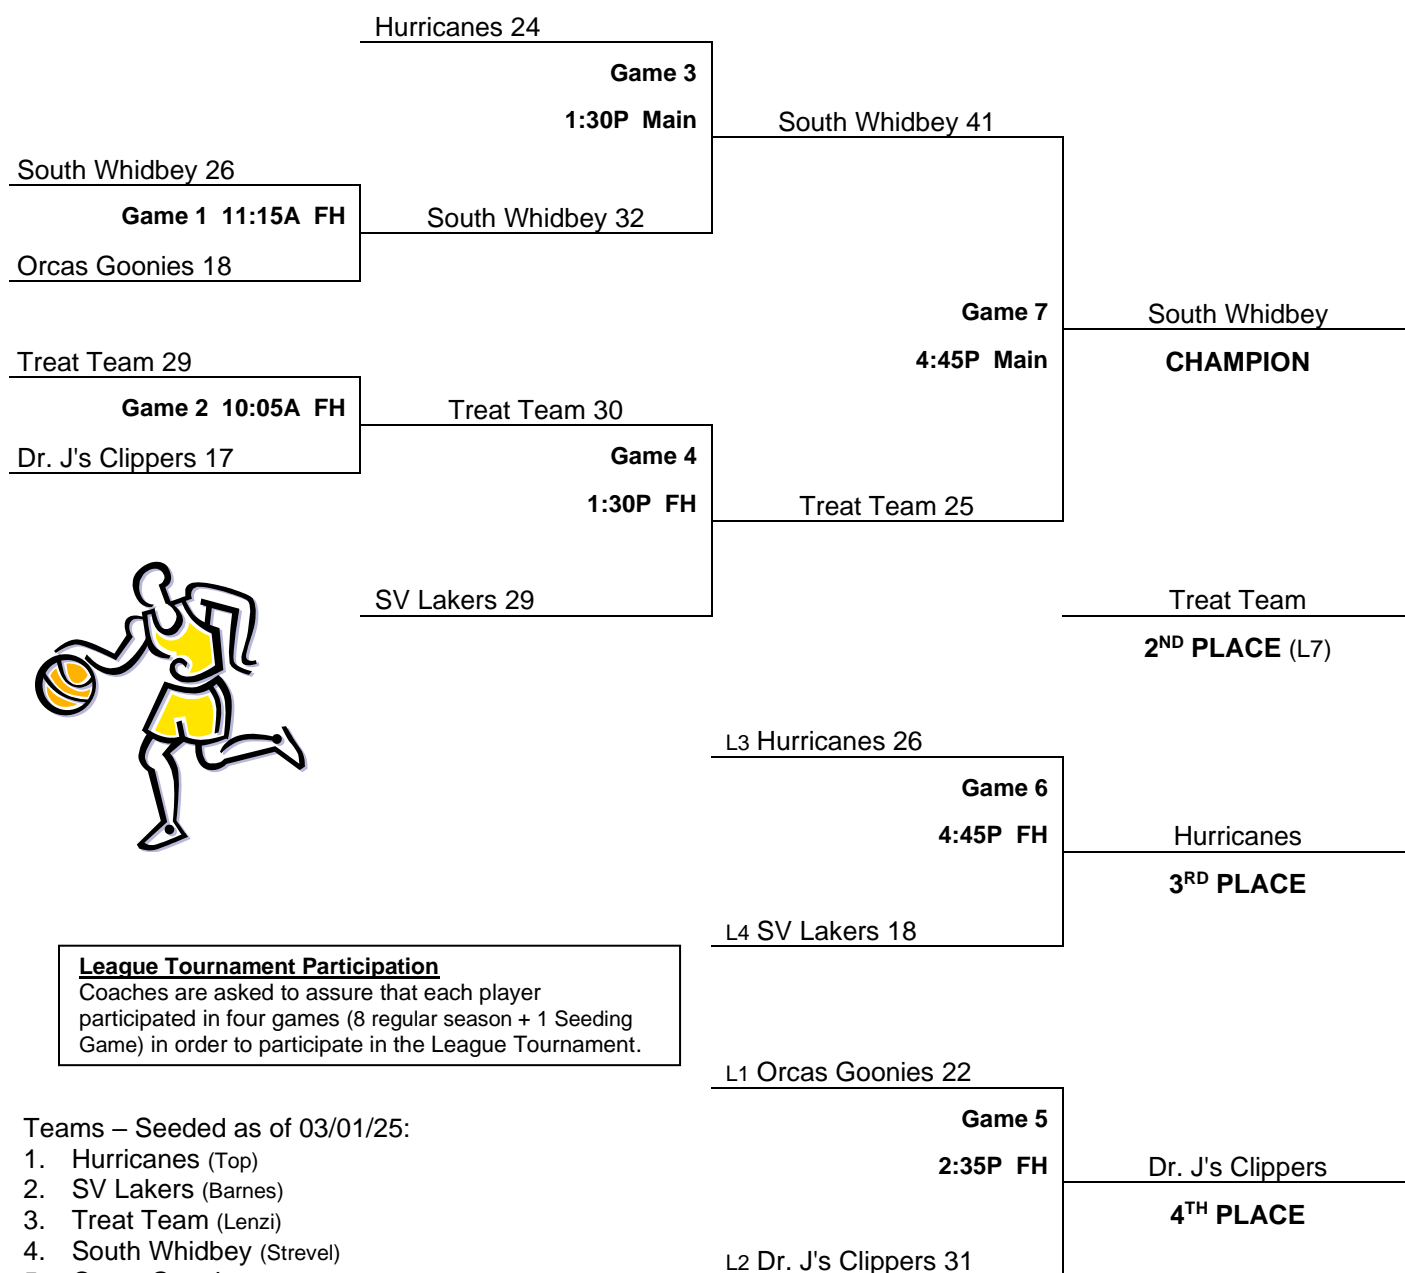 Hurricanes 24
Game 3
1:30P Main
South Whidbey 41
South Whidbey 26
Game 1 11:15A FH
South Whidbey 32
Orcas Goonies 18
Game 7
South Whidbey
4:45P Main
CHAMPION
Treat Team 29
Game 2 10:05A FH
Treat Team 30
Dr. J's Clippers 17
Game 4
1:30P FH
Treat Team 25
SV Lakers 29
Treat Team
2ND PLACE (L7)
L3 Hurricanes 26
Game 6
4:45P FH
Hurricanes
3RD PLACE
L4 SV Lakers 18
League Tournament Participation
Coaches are asked to assure that each player
participated in four games (8 regular season + 1 Seeding
Game) in order to participate in the League Tournament.
L1 Orcas Goonies 22
Game 5
2:35P FH
Dr. J's Clippers
4TH PLACE
L2 Dr. J's Clippers 31
Teams – Seeded as of 03/01/25:
1. Hurricanes (Top)
2. SV Lakers (Barnes)
3. Treat Team (Lenzi)
4. South Whidbey (Strevel)